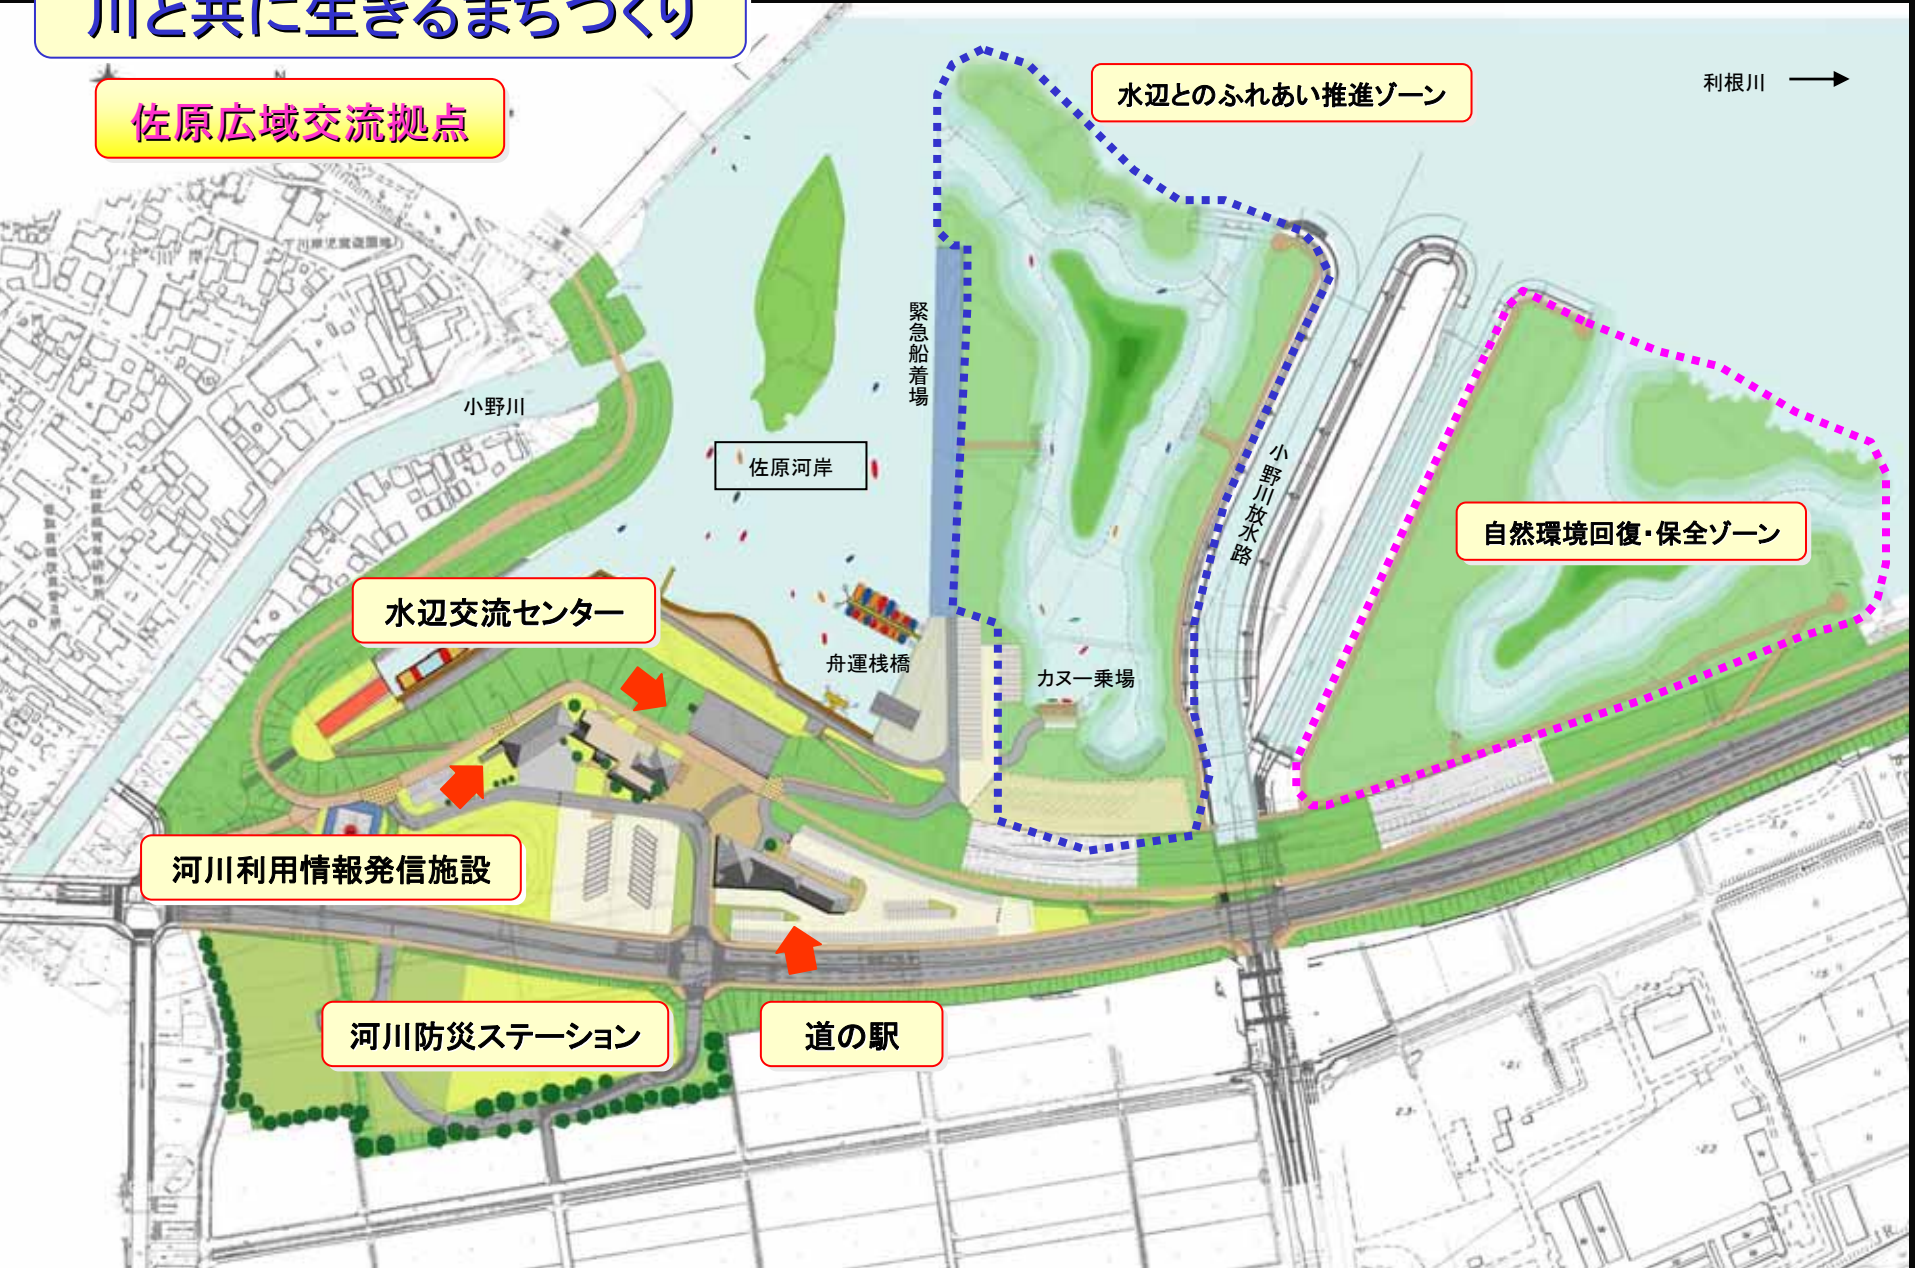 川と共に生きるまちづくり
佐原広域交流拠点
N
水辺とのふれあい推進ゾーン
利根川
緊急船着場
小野川
佐原河岸
小野川放水路
自然環境回復・保全ゾーン
水辺交流センター
舟運桟橋
カヌー乗場
河川利用情報発信施設
河川防災ステーション
道の駅